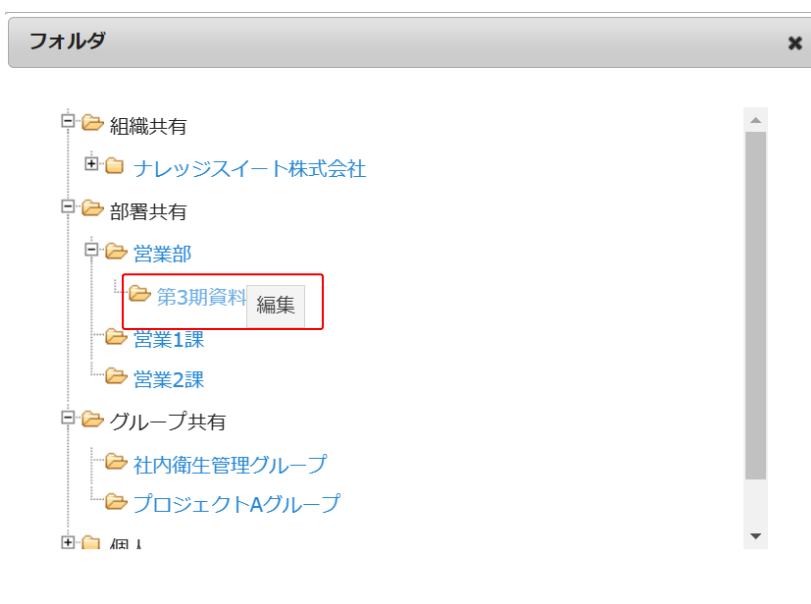 フォルダ
組織共有
ナレッジスイート株式会社
部署共有
営業部
第3期資料 編集
営業1課
営業2課
グループ共有
社内衛生管理グループ
プロジェクトAグループ
個人